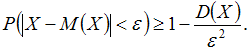 P(|X − M(X)| < ε) ≥ 1 − D(X)/ε².